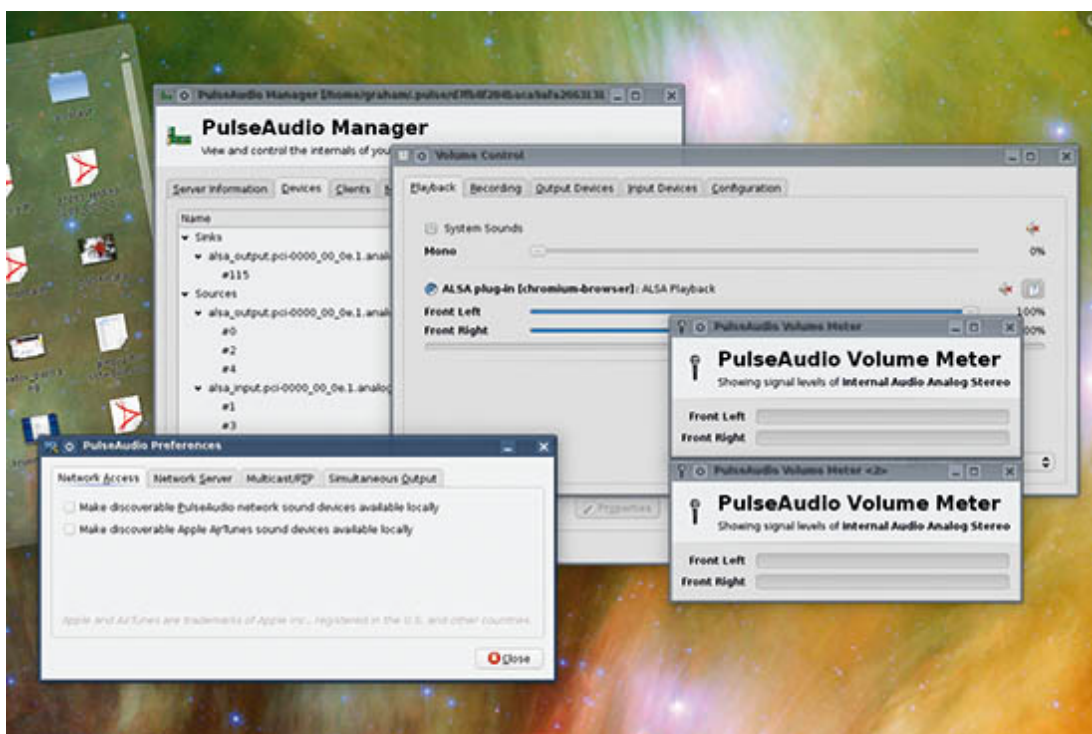 PulseAudio Manager
PulseAudio Manager
View and control the internals of you
Server Information Devices Clients
Name
Sinks
alsa_output.pci-0000_00_0e.1.analo
#115
Sources
alsa_output.pci-0000_00_0e.1.anal
#0
#2
#4
alsa_input.pci-0000_00_0e.1.analog
#1
#3
Volume Control
Playback Recording Output Devices Input Devices Configuration
System Sounds
Mono 0%
ALSA plug-in [chromium-browser]: ALSA Playback
Front Left 100%
Front Right 00%
Properties
PulseAudio Volume Meter
PulseAudio Volume Meter
Showing signal levels of Internal Audio Analog Stereo
Front Left
Front Right
PulseAudio Volume Meter <2>
PulseAudio Volume Meter
Showing signal levels of Internal Audio Analog Stereo
Front Left
Front Right
PulseAudio Preferences
Network Access Network Server Multicast/RTP Simultaneous Output
Make discoverable PulseAudio network sound devices available locally
Make discoverable Apple AirTunes sound devices available locally
Apple and AirTunes are trademarks of Apple Inc., registered in the U.S. and other countries.
Close